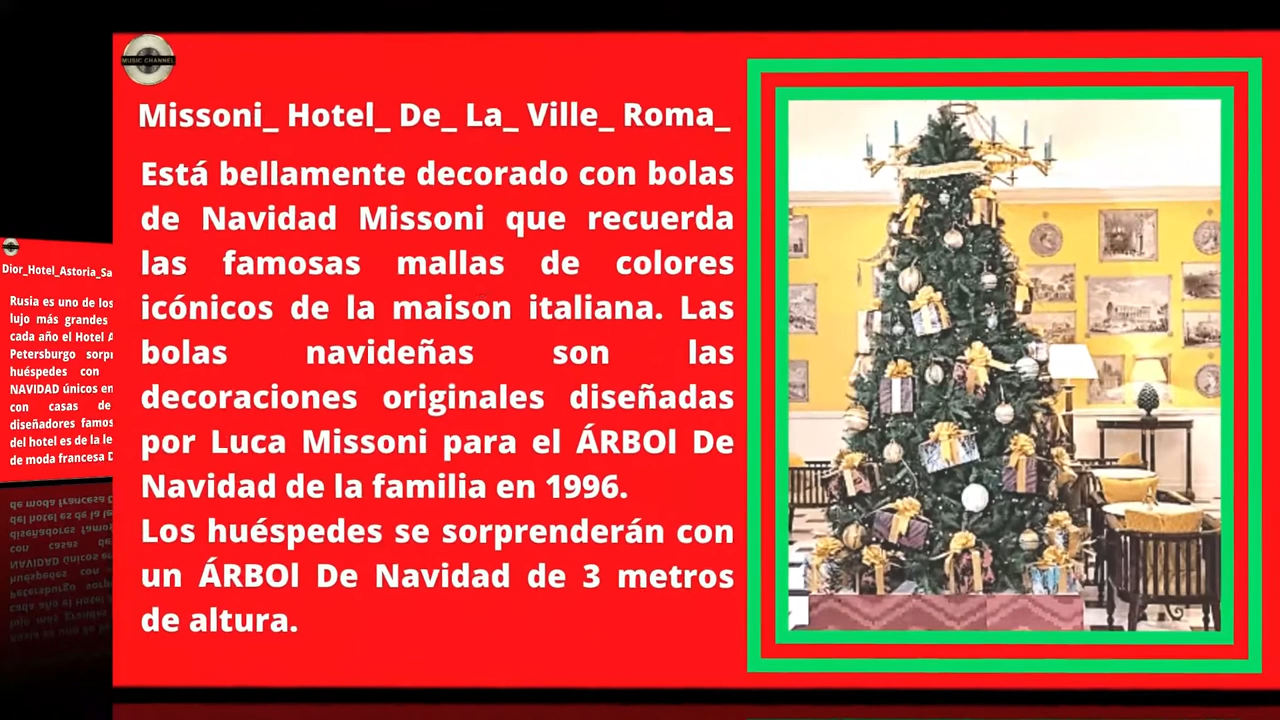 MUSIC CHANNEL
Missoni_ Hotel_ De_ La_ Ville_ Roma_
Está bellamente decorado con bolas
de Navidad Missoni que recuerda
las famosas mallas de colores
icónicos de la maison italiana. Las
bolas navideñas son las
decoraciones originales diseñadas
por Luca Missoni para el ÁRBOl De
Navidad de la familia en 1996.
Los huéspedes se sorprenderán con
un ÁRBOl De Navidad de 3 metros
de altura.
Dior_Hotel_Astoria_Sa
Rusia es uno de los
lujo más grandes
cada año el Hotel A
Petersburgo sorpr
huéspedes con
NAVIDAD únicos en
con casas de
diseñadores famos
del hotel es de la le
de moda francesa D